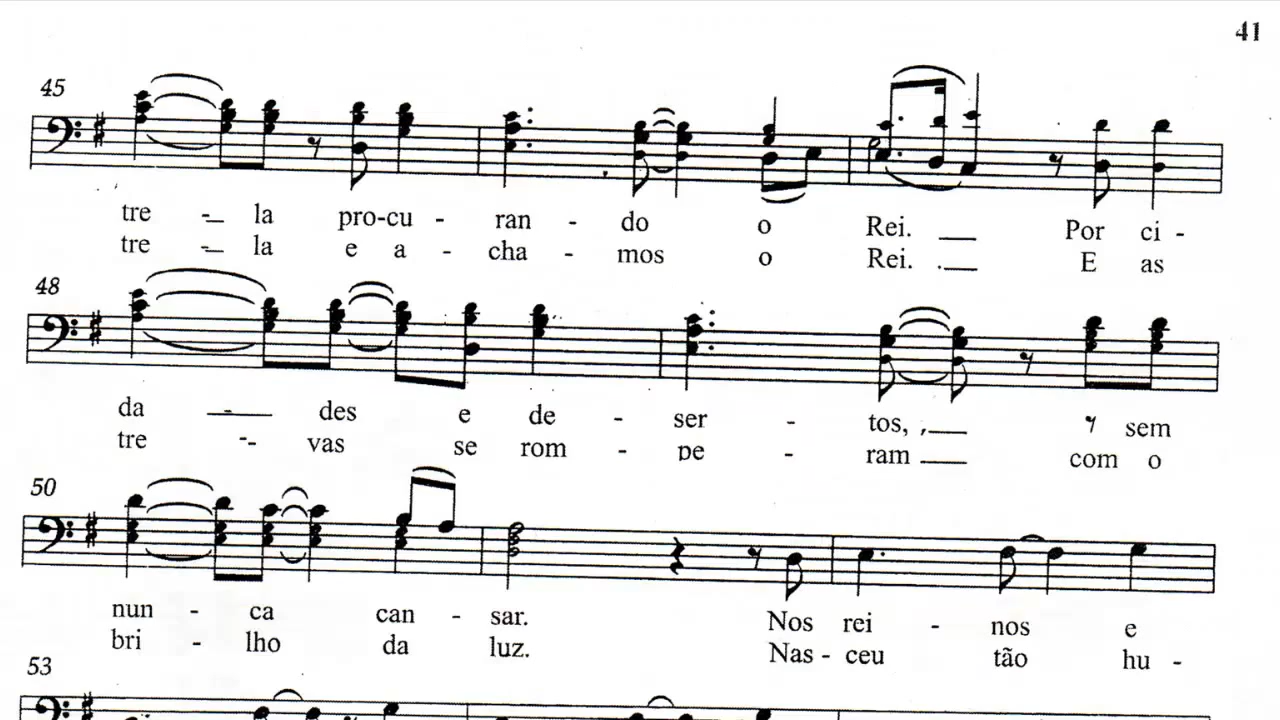 41
45
tre - la pro-cu - ran - do o Rei. Por ci -
tre - la e a - cha - mos o Rei. E as
48
da - des e de - ser - tos, sem
tre - vas se rom - pe - ram com o
50
nun - ca can - sar. Nos rei - nos e
bri - lho da luz. Nas - ceu tão hu -
53